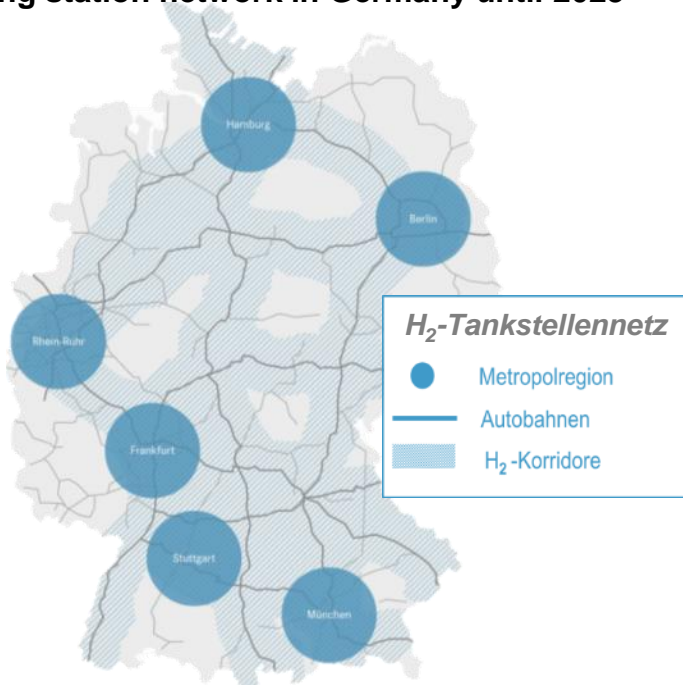 ng station network in Germany until
Hamburg
Berlin
Rhein-Ruhr
Frankfurt
Stuttgart
München
H₂-Tankstellennetz
Metropolregion
Autobahnen
H₂-Korridore